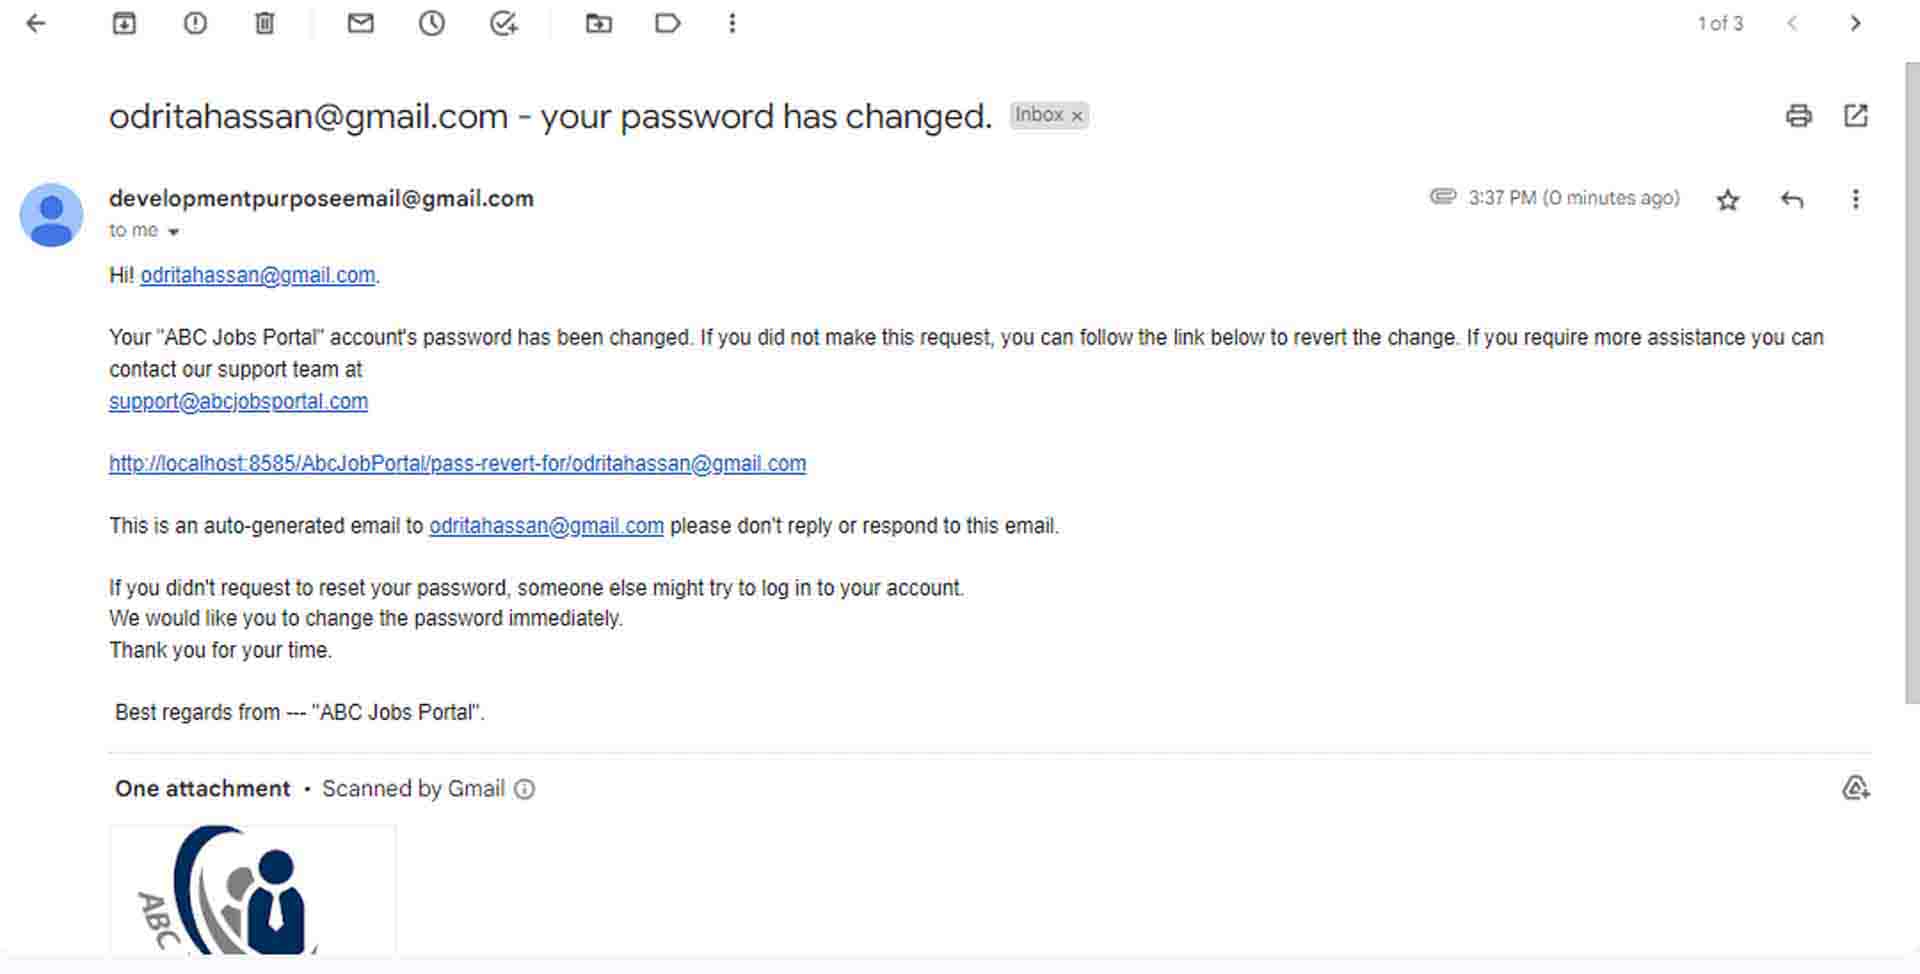 1 of 3
odritahassan@gmail.com - your password has changed. Inbox ×
developmentpurposeemail@gmail.com 3:37 PM (0 minutes ago)
to me
Hi! odritahassan@gmail.com.
Your "ABC Jobs Portal" account's password has been changed. If you did not make this request, you can follow the link below to revert the change. If you require more assistance you can
contact our support team at
support@abcjobsportal.com
http://localhost:8585/AbcJobPortal/pass-revert-for/odritahassan@gmail.com
This is an auto-generated email to odritahassan@gmail.com please don't reply or respond to this email.
If you didn't request to reset your password, someone else might try to log in to your account.
We would like you to change the password immediately.
Thank you for your time.
Best regards from --- "ABC Jobs Portal".
One attachment • Scanned by Gmail
ABC